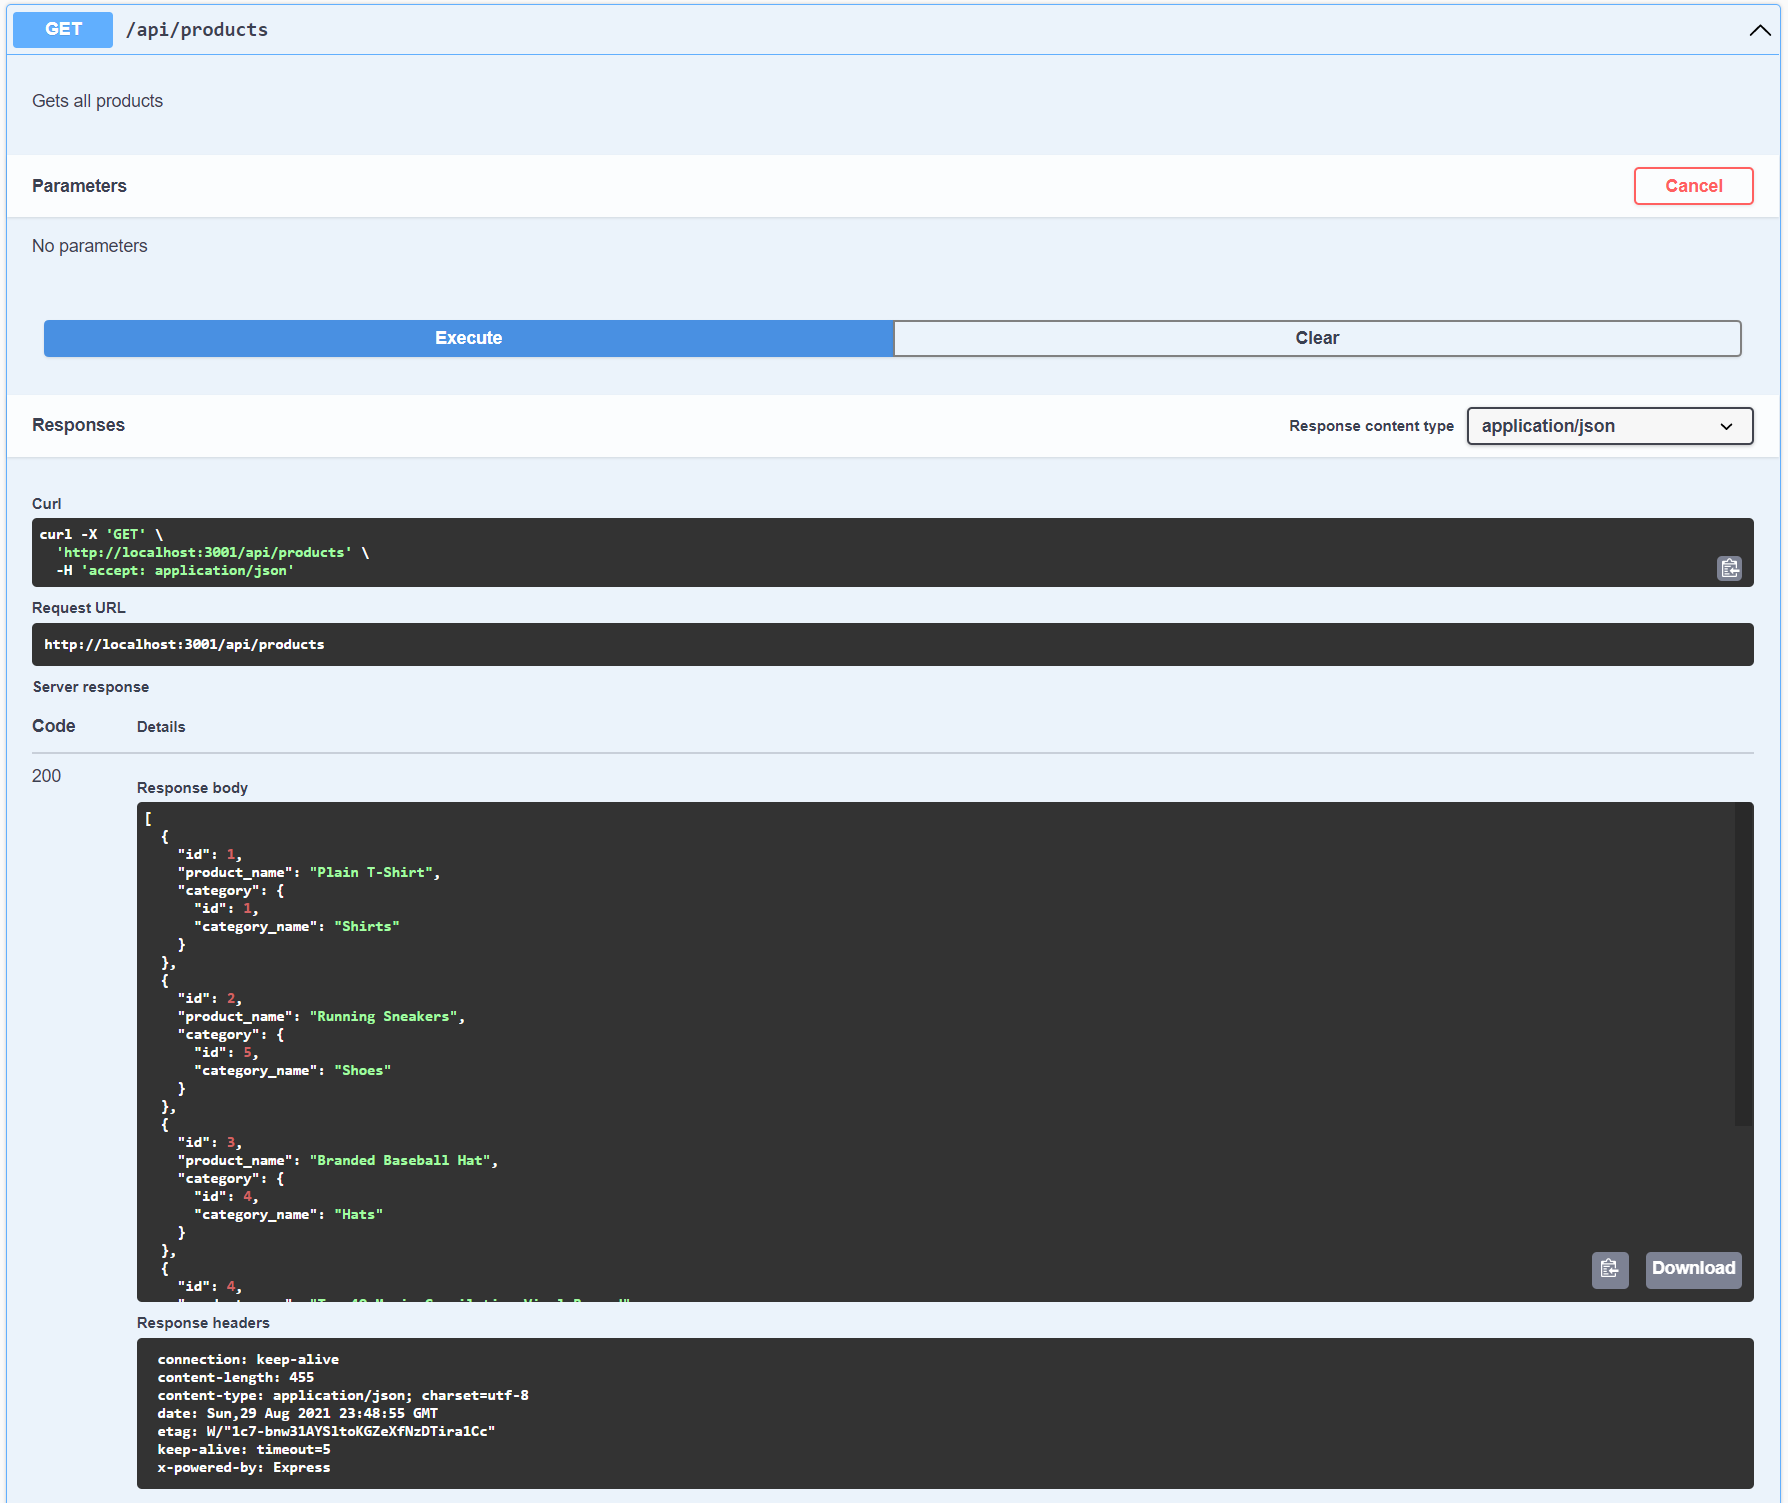 GET /api/products
Gets all products
Parameters
Cancel
No parameters
Execute
Clear
Responses
Response content type
application/json
Curl
curl -X 'GET' \
  'http://localhost:3001/api/products' \
  -H 'accept: application/json'
Request URL
http://localhost:3001/api/products
Server response
Code
Details
200
Response body
[
  {
    "id": 1,
    "product_name": "Plain T-Shirt",
    "category": {
      "id": 1,
      "category_name": "Shirts"
    }
  },
  {
    "id": 2,
    "product_name": "Running Sneakers",
    "category": {
      "id": 5,
      "category_name": "Shoes"
    }
  },
  {
    "id": 3,
    "product_name": "Branded Baseball Hat",
    "category": {
      "id": 4,
      "category_name": "Hats"
    }
  },
  {
    "id": 4,
Download
Response headers
connection: keep-alive
content-length: 455
content-type: application/json; charset=utf-8
date: Sun,29 Aug 2021 23:48:55 GMT
keep-alive: timeout=5
x-powered-by: Express